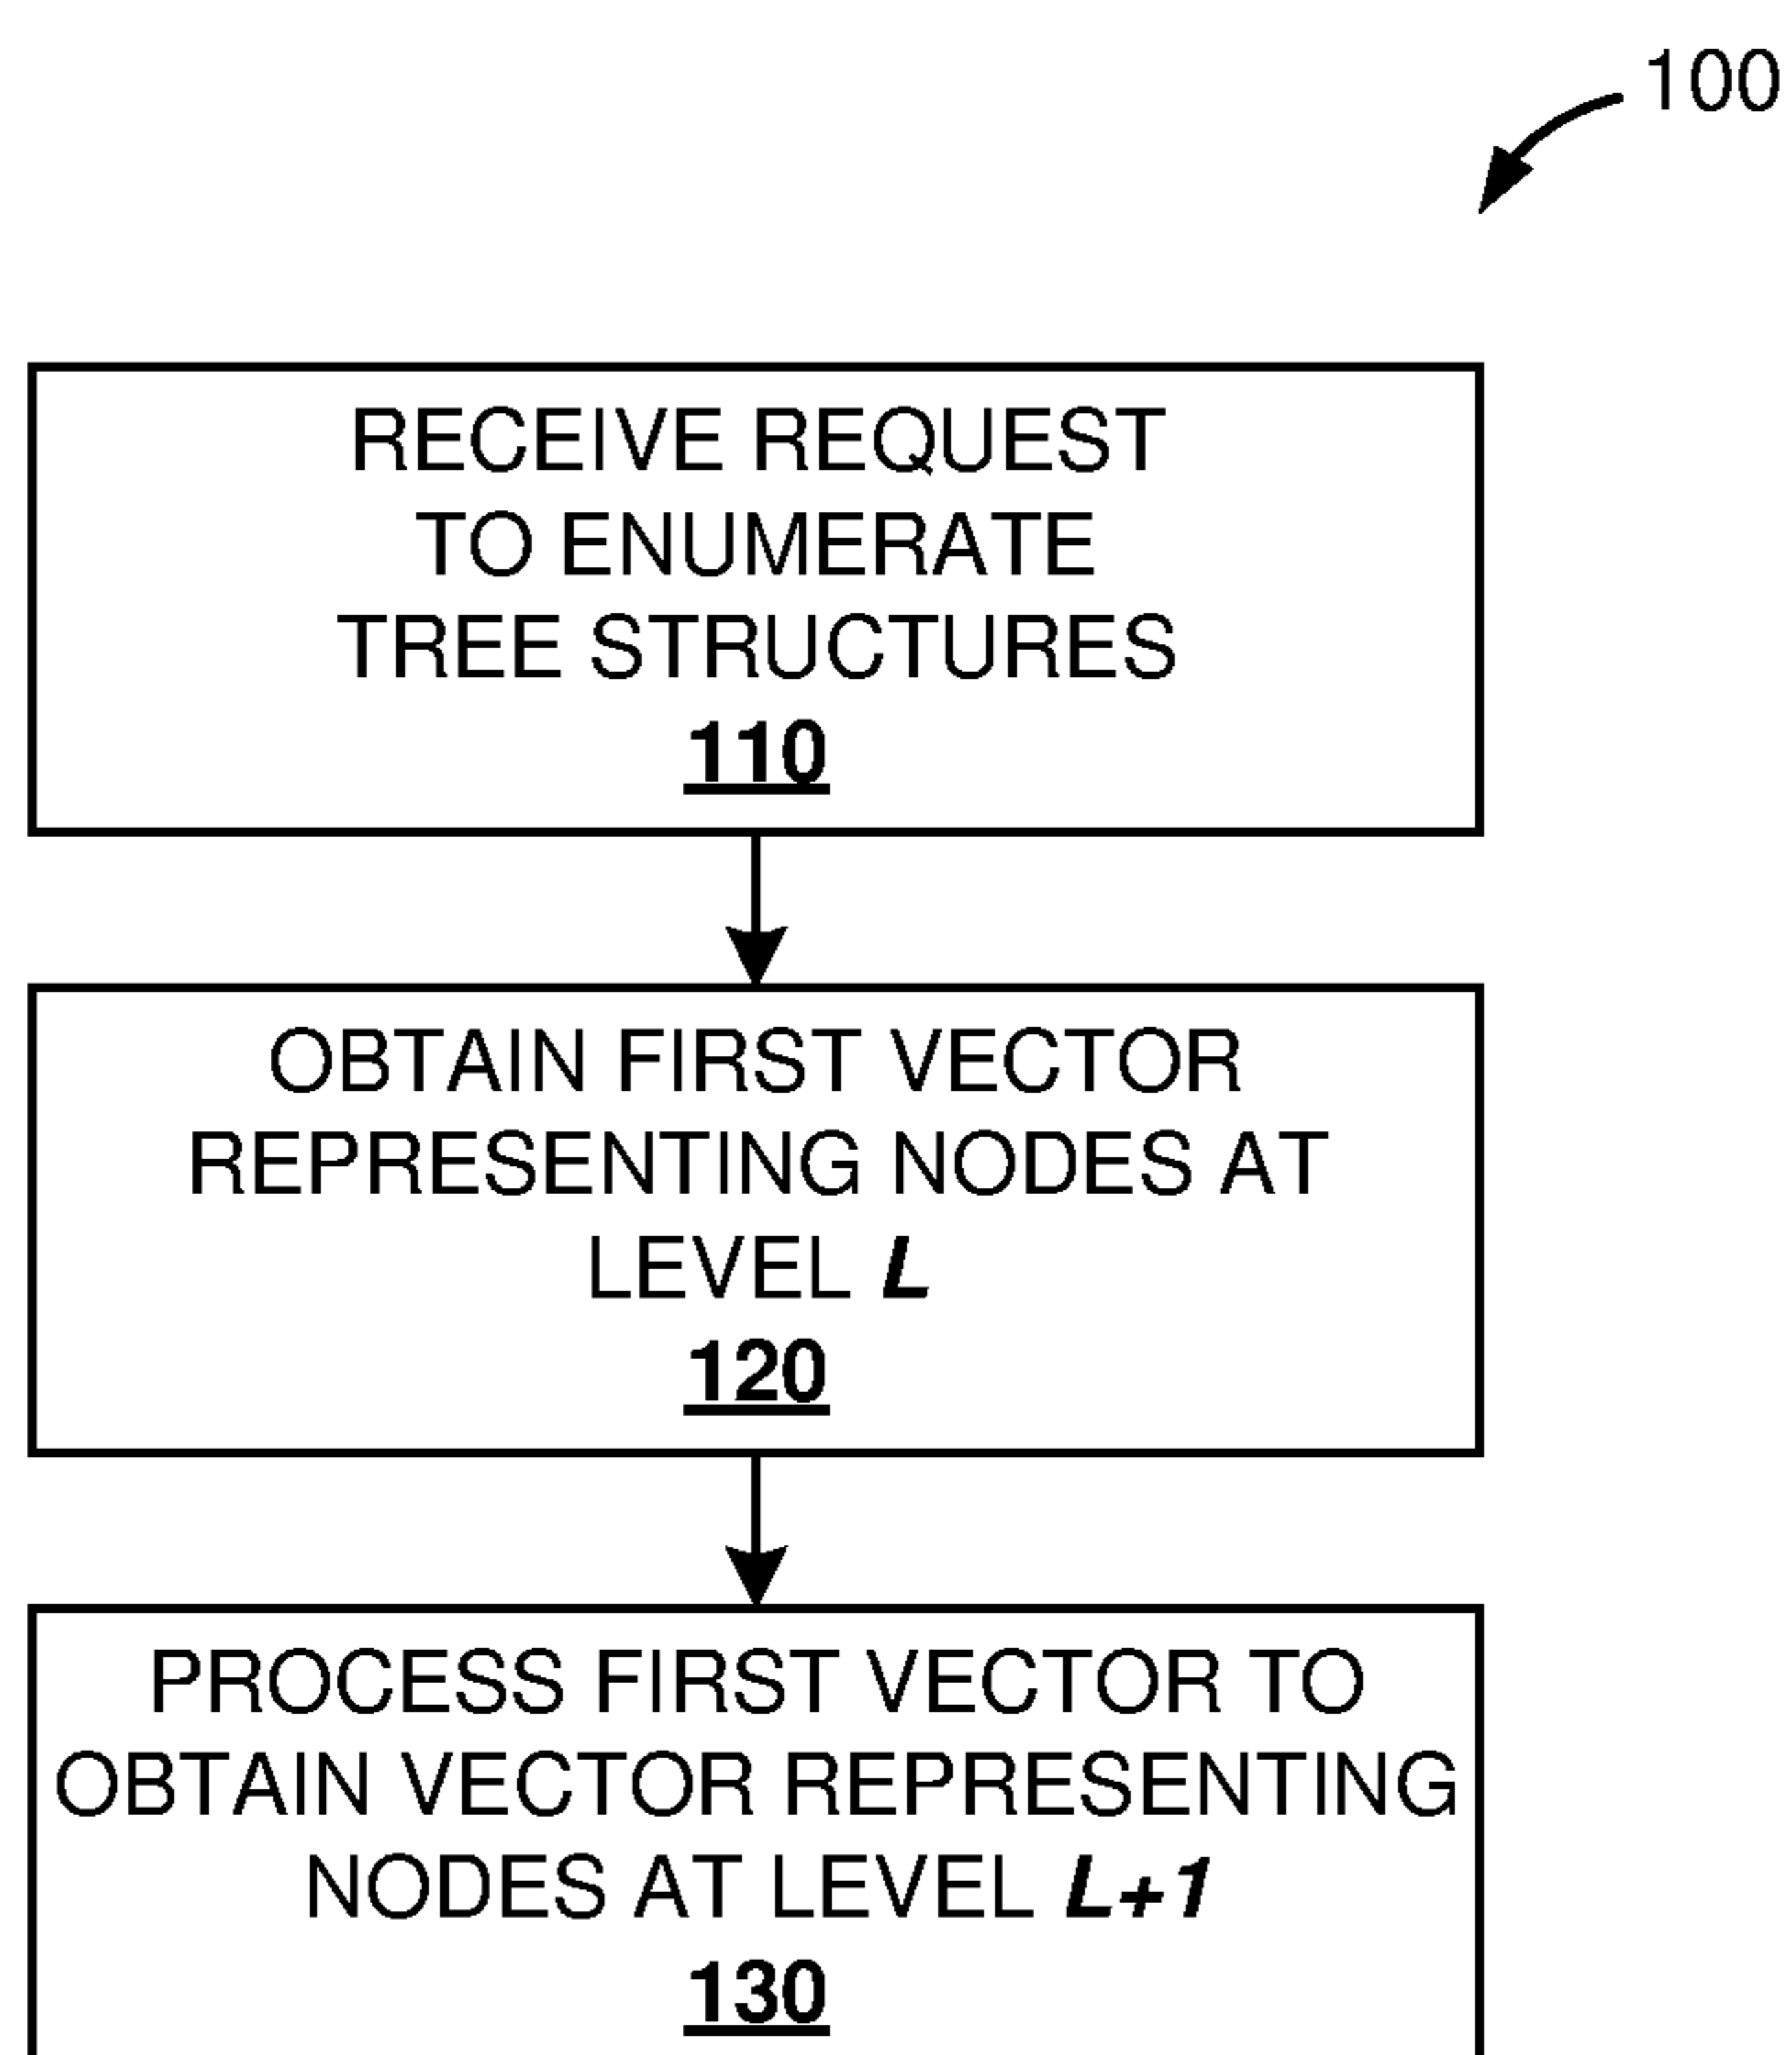 100
RECEIVE REQUEST
TO ENUMERATE
TREE STRUCTURES
110
OBTAIN FIRST VECTOR
REPRESENTING NODES AT
LEVEL L
120
PROCESS FIRST VECTOR TO
OBTAIN VECTOR REPRESENTING
NODES AT LEVEL L+1
130